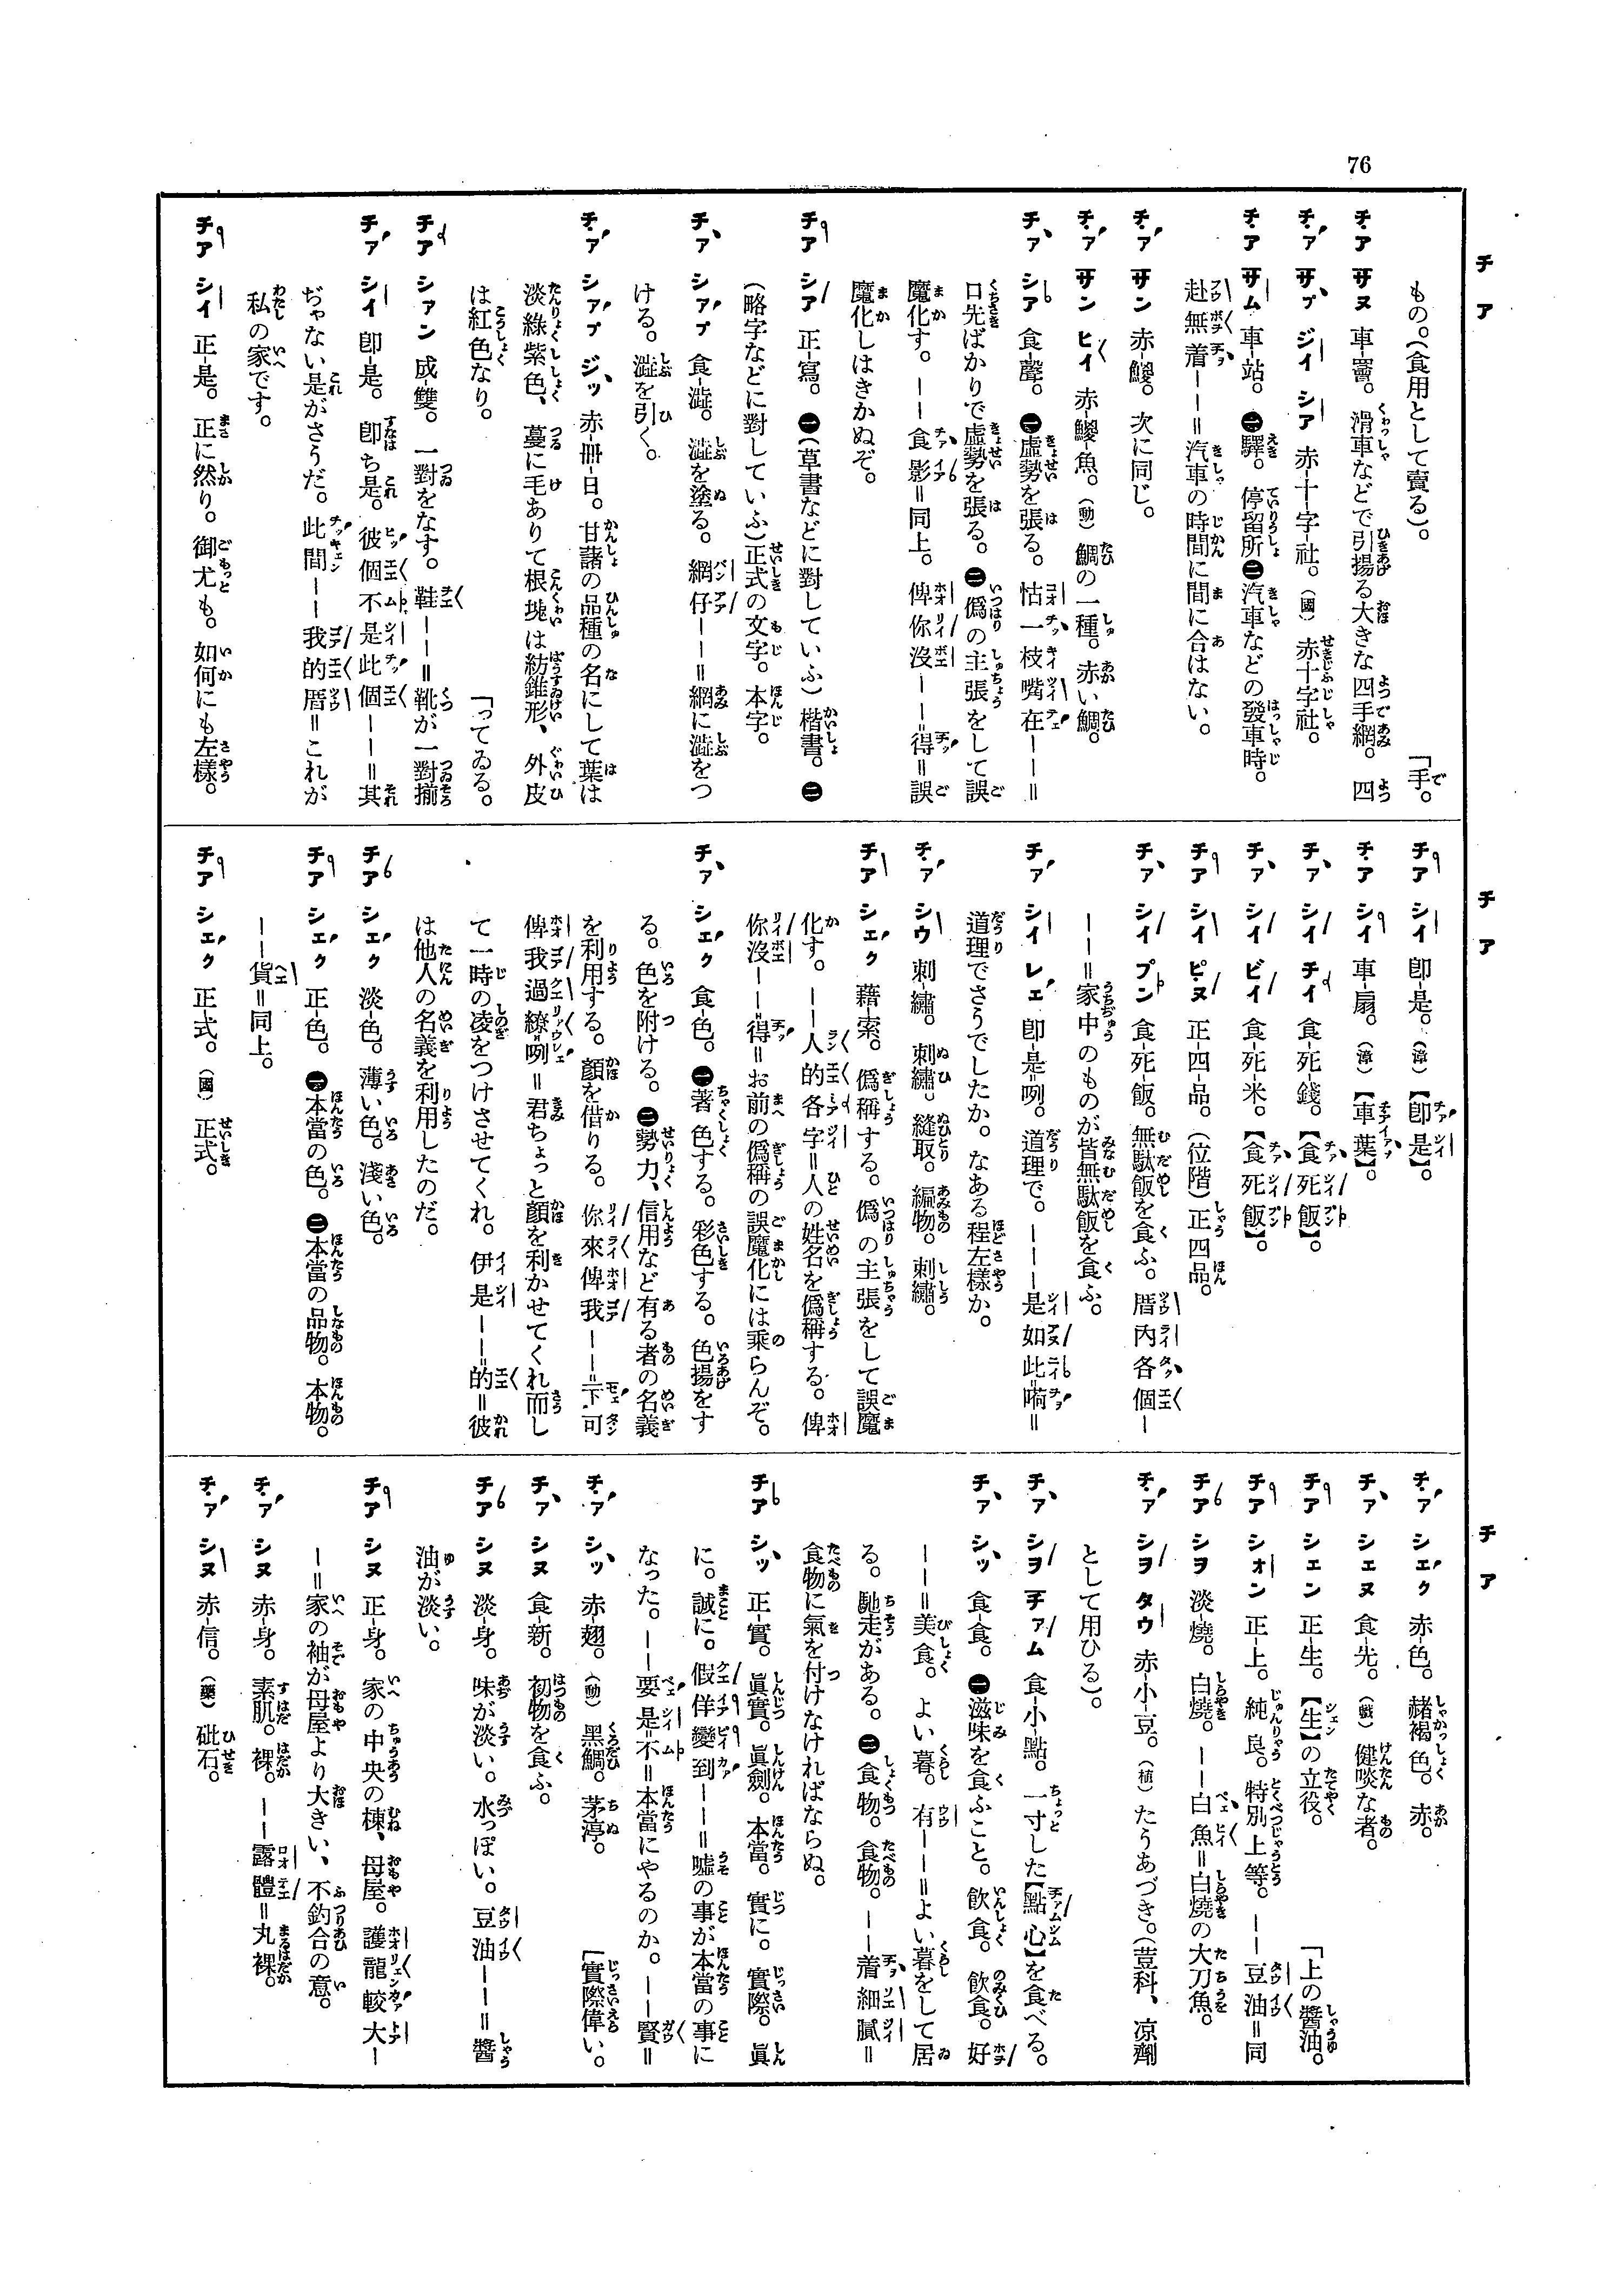 76
チア
もの。(食用として賣る)。
チア サヌ 車-罾。滑車などで引揚る大きな四手網。四「手。
チア サプ ジイ シア 赤-十-字-社。(國) 赤十字社。
チア サム 車-站。㊀驛。停留所㊁汽車などの發車時。
赴無着――=汽車の時間に間に合はない。
チア サン 赤-鯼。次に同じ。
チア サン ヒイ 赤-鯼-魚。(動) 鯛の一種。赤い鯛。
チア シア 食-聲。㊀虛勢を張る。怙一枝嘴在――=
口先ばかりで虛勢を張る。㊁僞の主張をして誤
魔化す。――食影=同上。俾你沒――得=誤
魔化しはきかぬぞ。
チア シア 正-寫。㊀(草書などに對していふ) 楷書。㊁
(略字などに對していふ)正式の文字。本字。
チア シアプ 食-澁。澁を塗る。網仔――=網に澁をつ
ける。澁を引く。
チア シアプ ジッ 赤-冊-日。甘諸の品種の名にして葉は
淡綠紫色、蔓に毛ありて根塊は紡錐形、外皮
は紅色なり。
チア シアン 成-雙。一對をなす。鞋――=靴が一對揃「ってゐる。
チア シイ 卽-是。卽ち是。彼個不是此個――=其
ぢゃない是がさうだ。此間――我的厝=これが
私の家です。
チア シイ 正-是。正に然り。御尤も。如何にも左樣。
チア
チア シイ 卽-是。(漳)【卽是】。
チア シイ 車-扇。(漳)【車葉】。
チア シイ チイ 食-死-錢。【食死飯】。
チア シイ ビイ 食-死-米。【食死飯】。
チア シイ ピヌ 正-四-品。(位階)正四品。
チア シイ プン 食-死-飯。無駄飯を食ふ。厝內各個―
――=家中のものが皆無駄飯を食ふ。
チア シイ レエ 卽-是-咧。道理で。―――是如此嗬=
道理でさうでしたか。なある程左樣か。
チア シウ 刺-繡。刺繡。縫取。編物。刺繡。
チア シエク 藉-索。僞稱する。僞の主張をして誤魔
化す。――人的各字=人の姓名を僞稱する。俾
你沒――得=お前の僞稱の誤魔化には乘らんぞ。
チア シエク 食-色。㊀著色する。彩色する。色揚をす
る。色を附ける。㊁勢力、信用など有る者の名義
を利用する。顏を借りる。你來俾我――=下可
俾我過繚咧=君ちょっと顏を利かせてくれ而し
て一時の凌をつけさせてくれ。伊是――的=彼
は他人の名義を利用したのだ。
チア シエク 淡-色。薄い色。淺い色。
チア シエク 正-色。㊀本當の色。㊁本當の品物。本物。
――貨=同上。
チア シエク 正-式。(國) 正式。
チア
チア シエク 赤-色。赭褐色。赤。
チア シエヌ 食-先。(戲) 健啖な者。
チア シエン 正-生。【生】の立役。
チア シオン 正-上。純良。特別上等。――豆油=同「上の醬油。
チア シヲ 淡-燒。白燒。――白魚=白燒の大刀魚。
チア シヲ タウ 赤-小-豆。(植) たうあづき。(荳科、凉劑
として用ひる)。
チア シヲ チアム 食-小-點。一寸した【點心】を食べる。
チア シッ 食-食。㊀滋味を食ふこと。飮食。飮食。好
――=美食。よい暮。有――=よい暮をして居
る。馳走がある。㊁食物。食物。――着細膩=
食物に氣を付けなければならぬ。
チア シッ 正-實。眞實。眞劍。本當。實に。實際。眞
に。誠に。假佯變到――=噓の事が本當の事に
なった。――要是不=本當にやるのか。――賢=「實際偉い。
チア シッ 赤-翅。(動) 黑鯛。茅渟。
チア シヌ 食-新。初物を食ふ。
チア シヌ 淡-身。味が淡い。水っぽい。豆油――=醬
油が淡い。
チア シヌ 正-身。家の中央の棟、母屋。護龍較大―
―=家の袖が母屋より大きい、不釣合の意。
チア シヌ 赤-身。素肌。裸。――露體=丸裸。
チア シヌ 赤-信。(藥) 砒石。